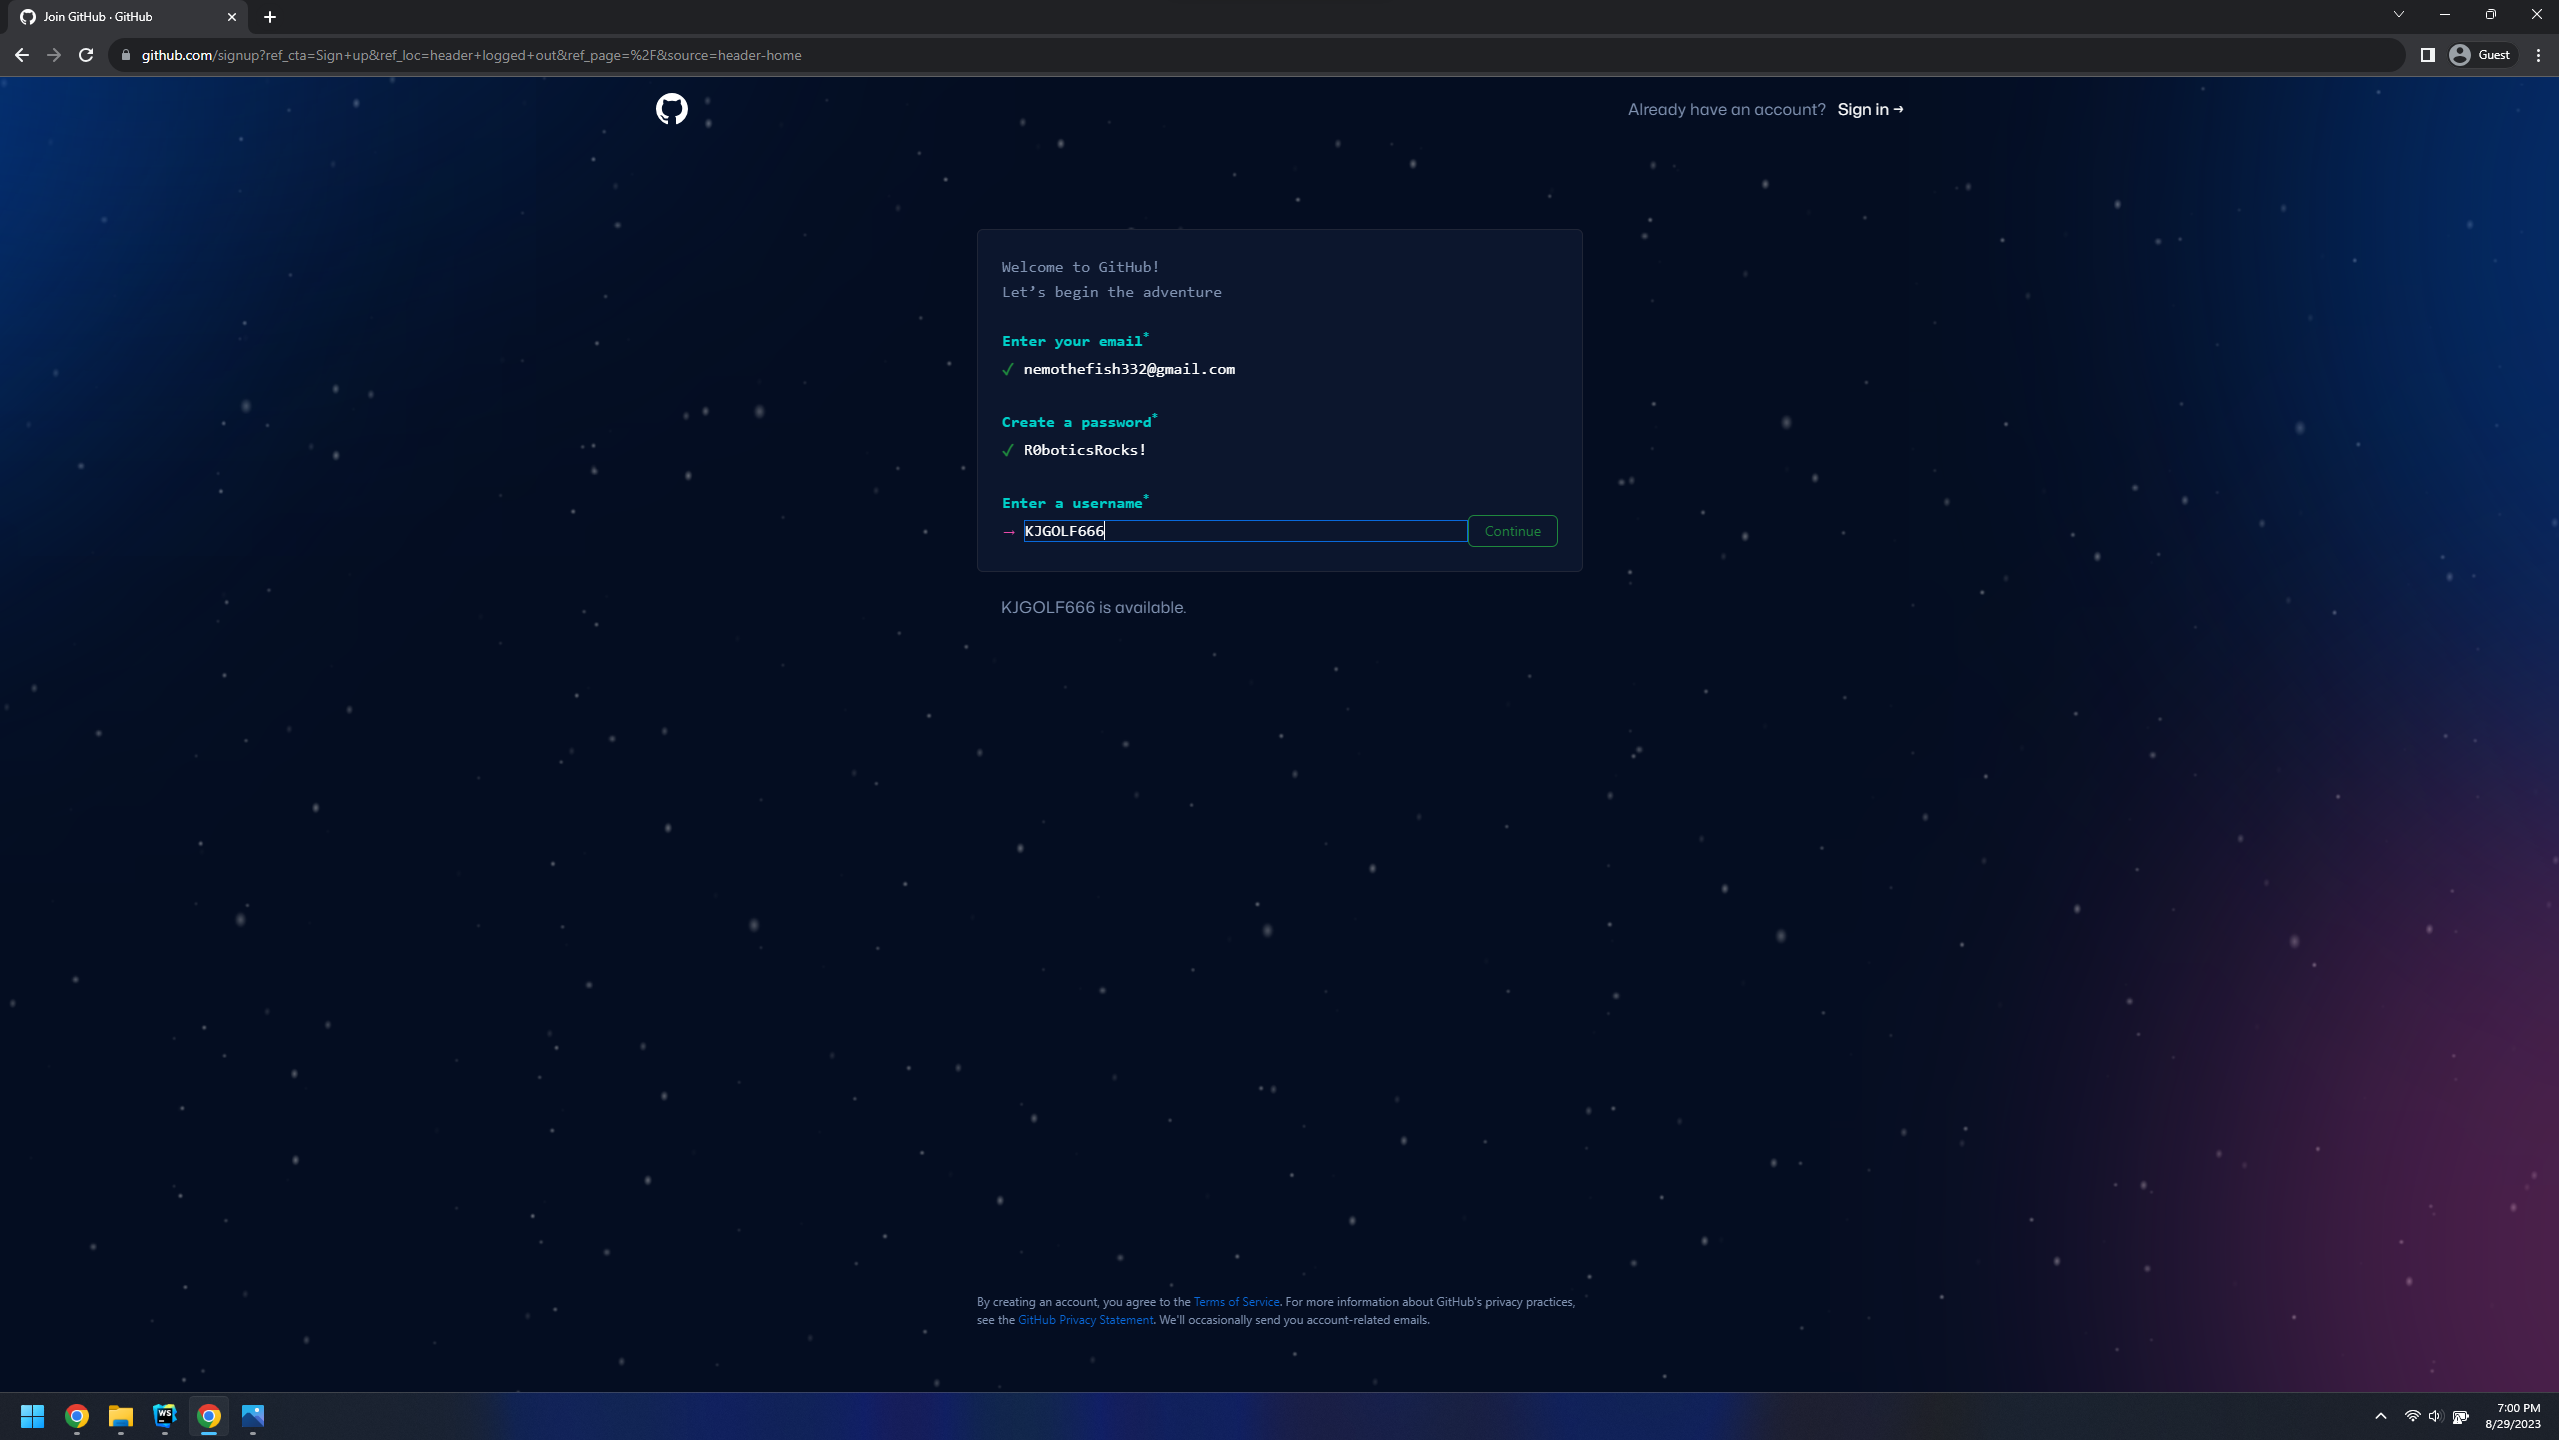 Join GitHub · GitHub
github.com/signup?ref_cta=Sign+up&ref_loc=header+logged+out&ref_page=%2F&source=header-home
Guest
Already have an account? Sign in →
Welcome to GitHub!
Let’s begin the adventure
Enter your email*
✓ nemothefish332@gmail.com
Create a password*
✓ R0boticsRocks!
Enter a username*
→ KJGOLF666
Continue
KJGOLF666 is available.
By creating an account, you agree to the Terms of Service. For more information about GitHub's privacy practices,
see the GitHub Privacy Statement. We'll occasionally send you account-related emails.
WS
7:00 PM
8/29/2023